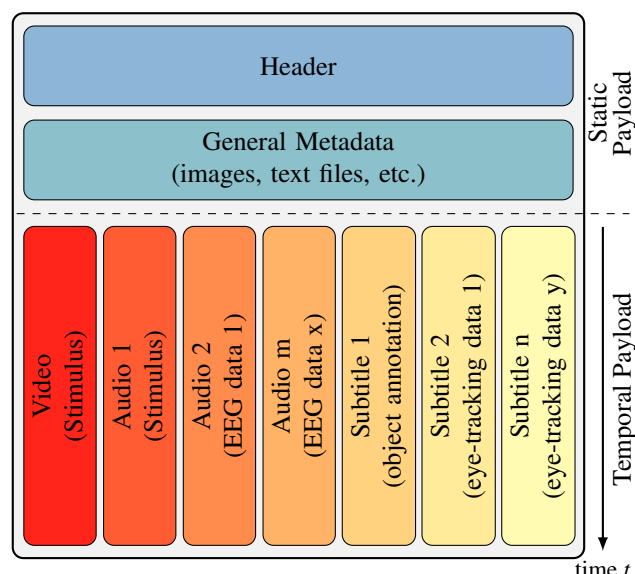 Header
General Metadata
(images, text files, etc.)
Static
Payload
Video
(Stimulus)
Audio 1
(Stimulus)
Audio 2
(EEG data 1)
Audio m
(EEG data x)
Subtitle 1
(object annotation)
Subtitle 2
(eye-tracking data 1)
Subtitle n
(eye-tracking data y)
Temporal Payload
time t